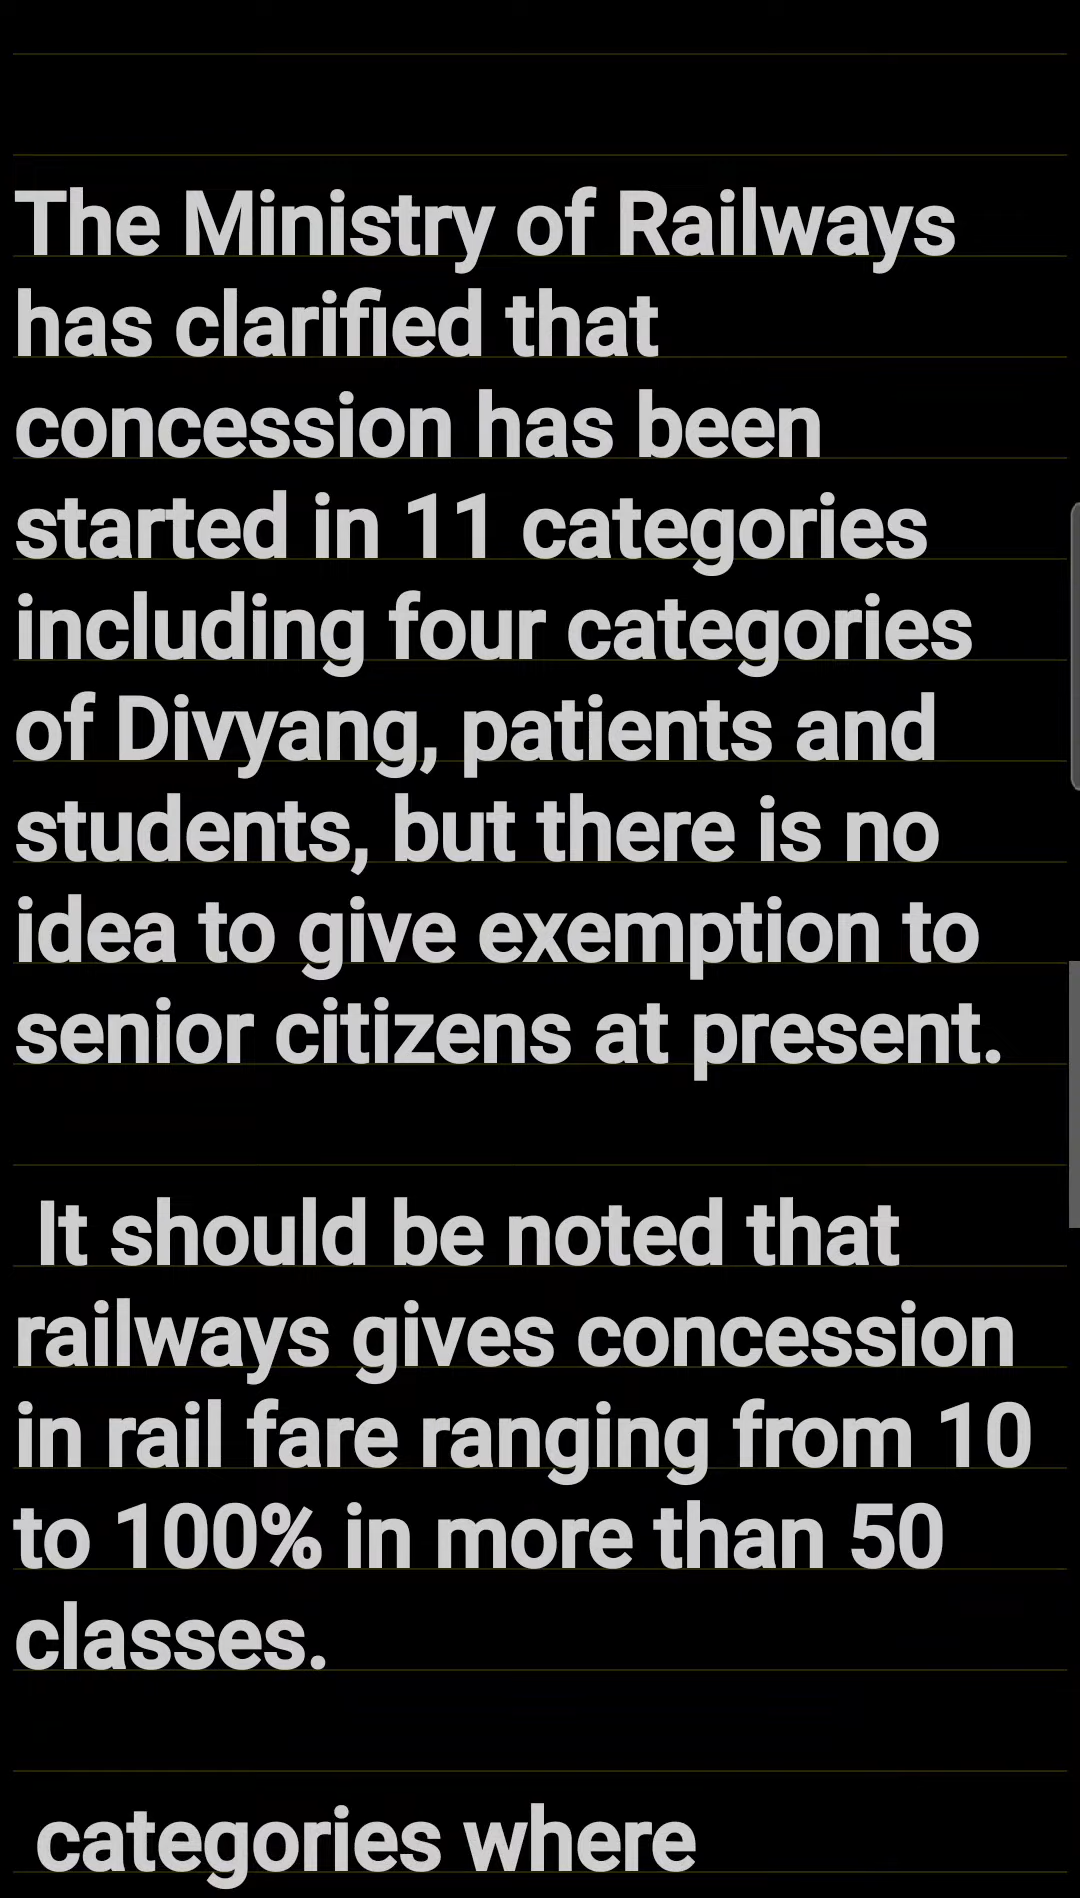 The Ministry of Railways
has clarified that
concession has been
started in 11 categories
including four categories
of Divyang, patients and
students, but there is no
idea to give exemption to
senior citizens at present.
It should be noted that
railways gives concession
in rail fare ranging from 10
to 100% in more than 50
classes.
categories where